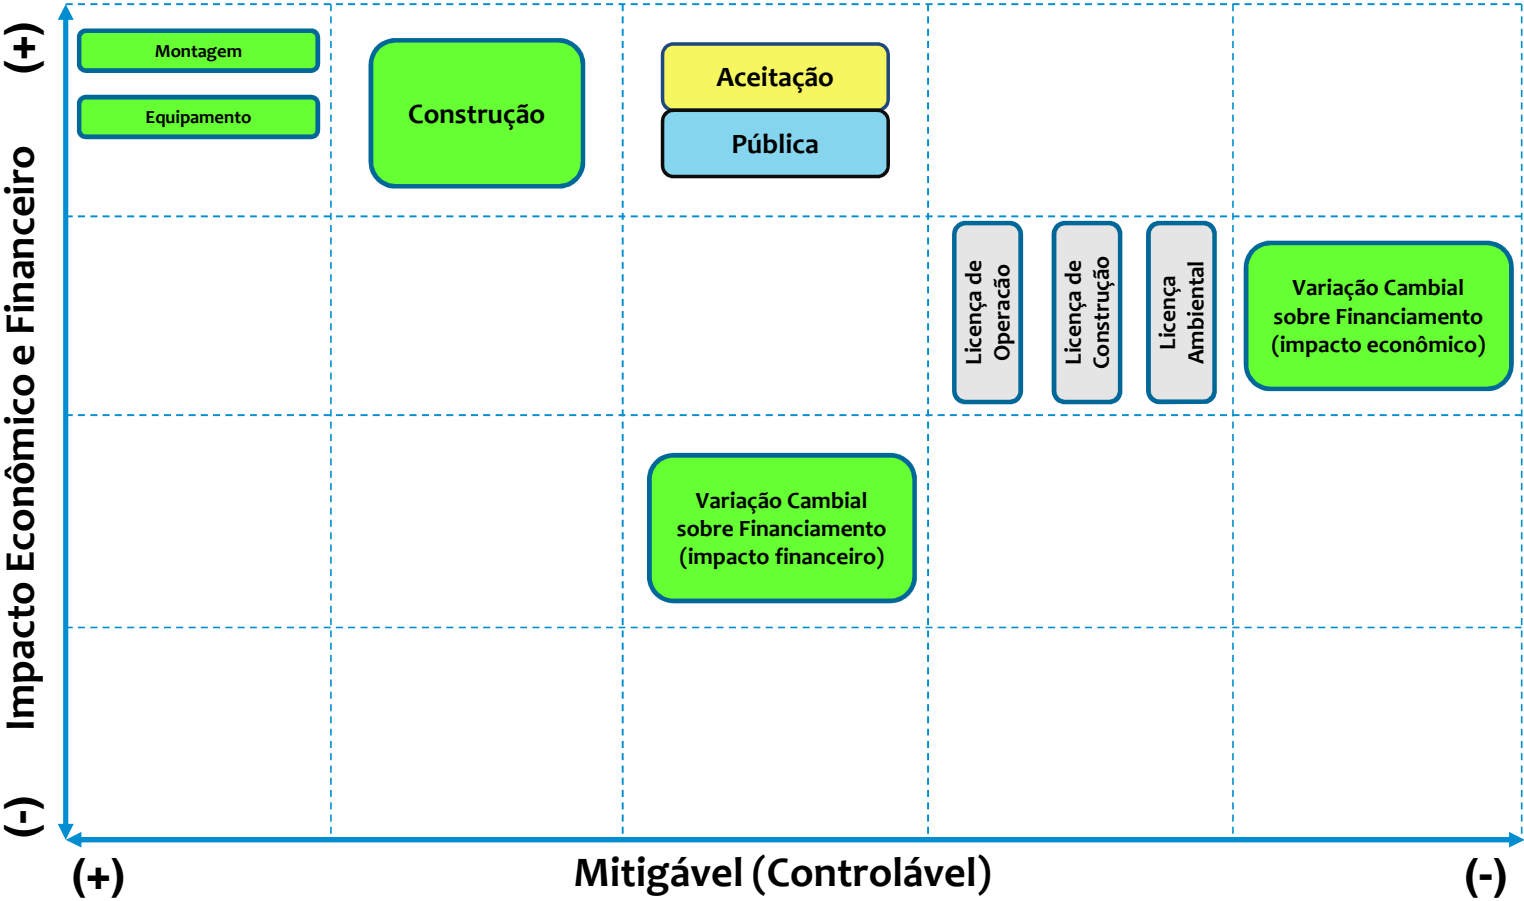 (+)
Impacto Econômico e Financeiro
(-)
Montagem
Equipamento
Construção
Aceitação
Pública
Licença de
Operacão
Licença de
Construção
Licença
Ambiental
Variação Cambial
sobre Financiamento
(impacto econômico)
Variação Cambial
sobre Financiamento
(impacto financeiro)
(+)
Mitigável (Controlável)
(-)